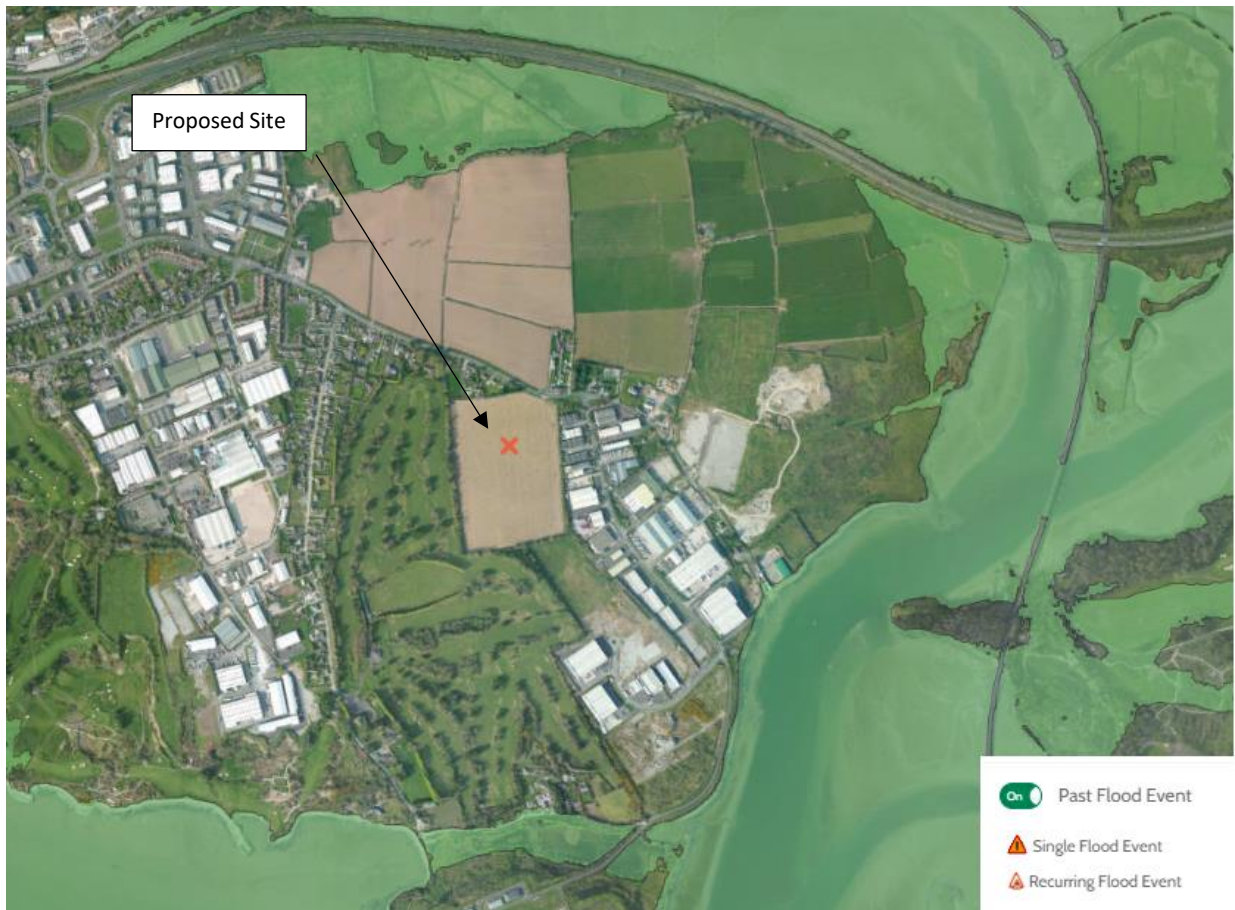 Proposed Site
On
Past Flood Event
Single Flood Event
Recurring Flood Event